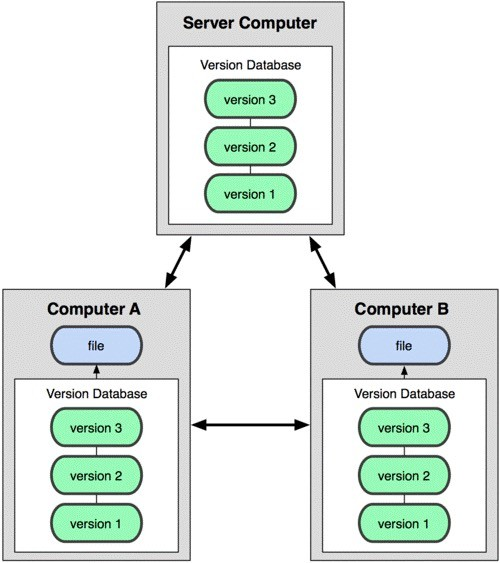 Server Computer
Version Database
version 3
version 2
version 1
Computer A
file
Version Database
version 3
version 2
version 1
Computer B
file
Version Database
version 3
version 2
version 1